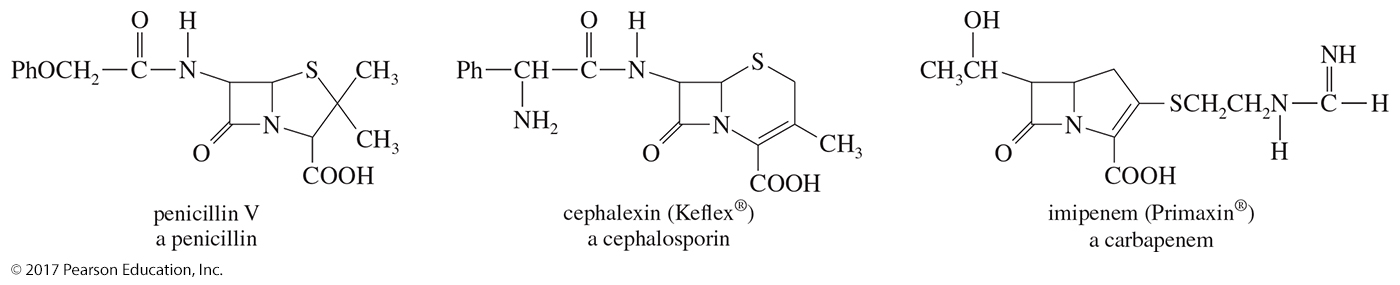 PhOCH₂—C—N
O
H
S
CH₃
CH₃
N
O
COOH
penicillin V
a penicillin
Ph—CH—C—N
O
H
NH₂
S
N
O
CH₃
COOH
cephalexin (Keflex®)
a cephalosporin
OH
CH₃CH
NH
SCH₂CH₂N—C—H
H
N
O
COOH
imipenem (Primaxin®)
a carbapenem
© 2017 Pearson Education, Inc.